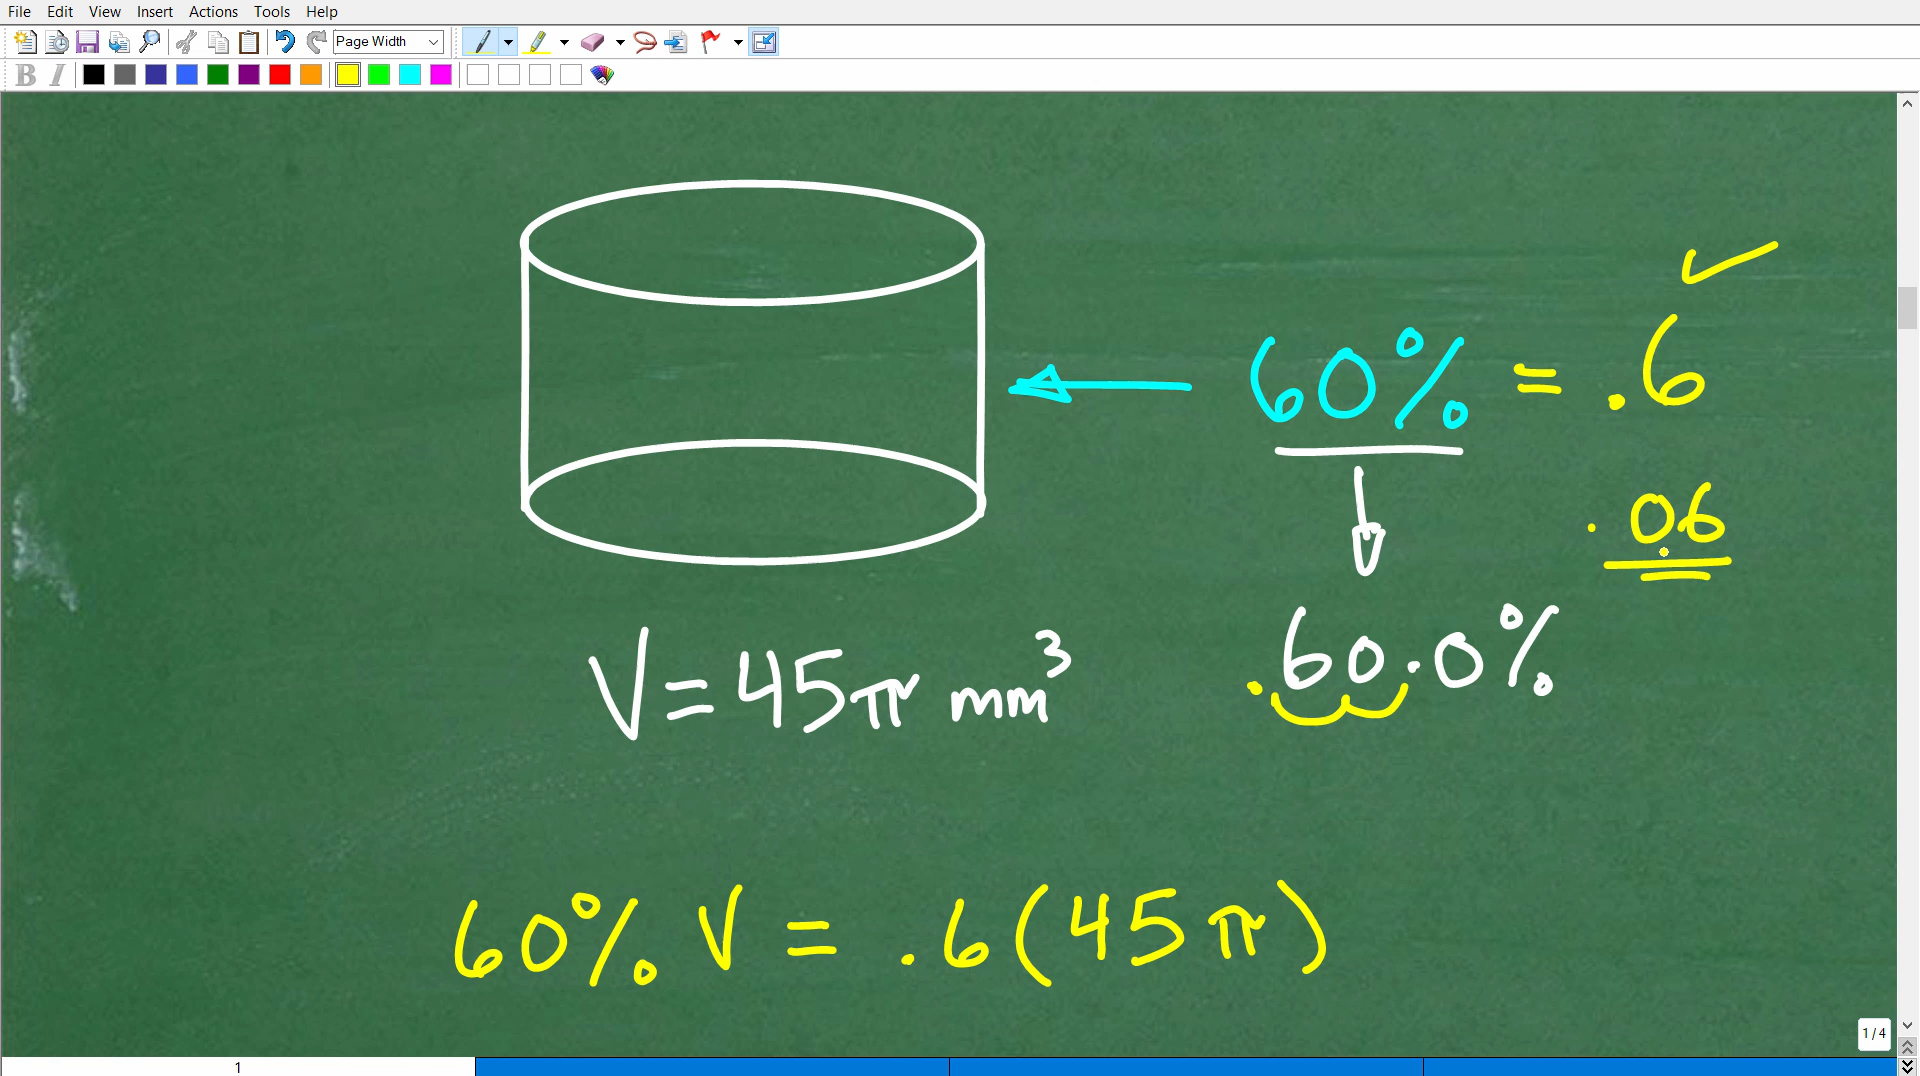 File Edit View Insert Actions Tools Help
Page Width
B I
60% = .6
.06
.60.0%
V = 45π mm³
60% V = .6(45π)
1 / 4
1